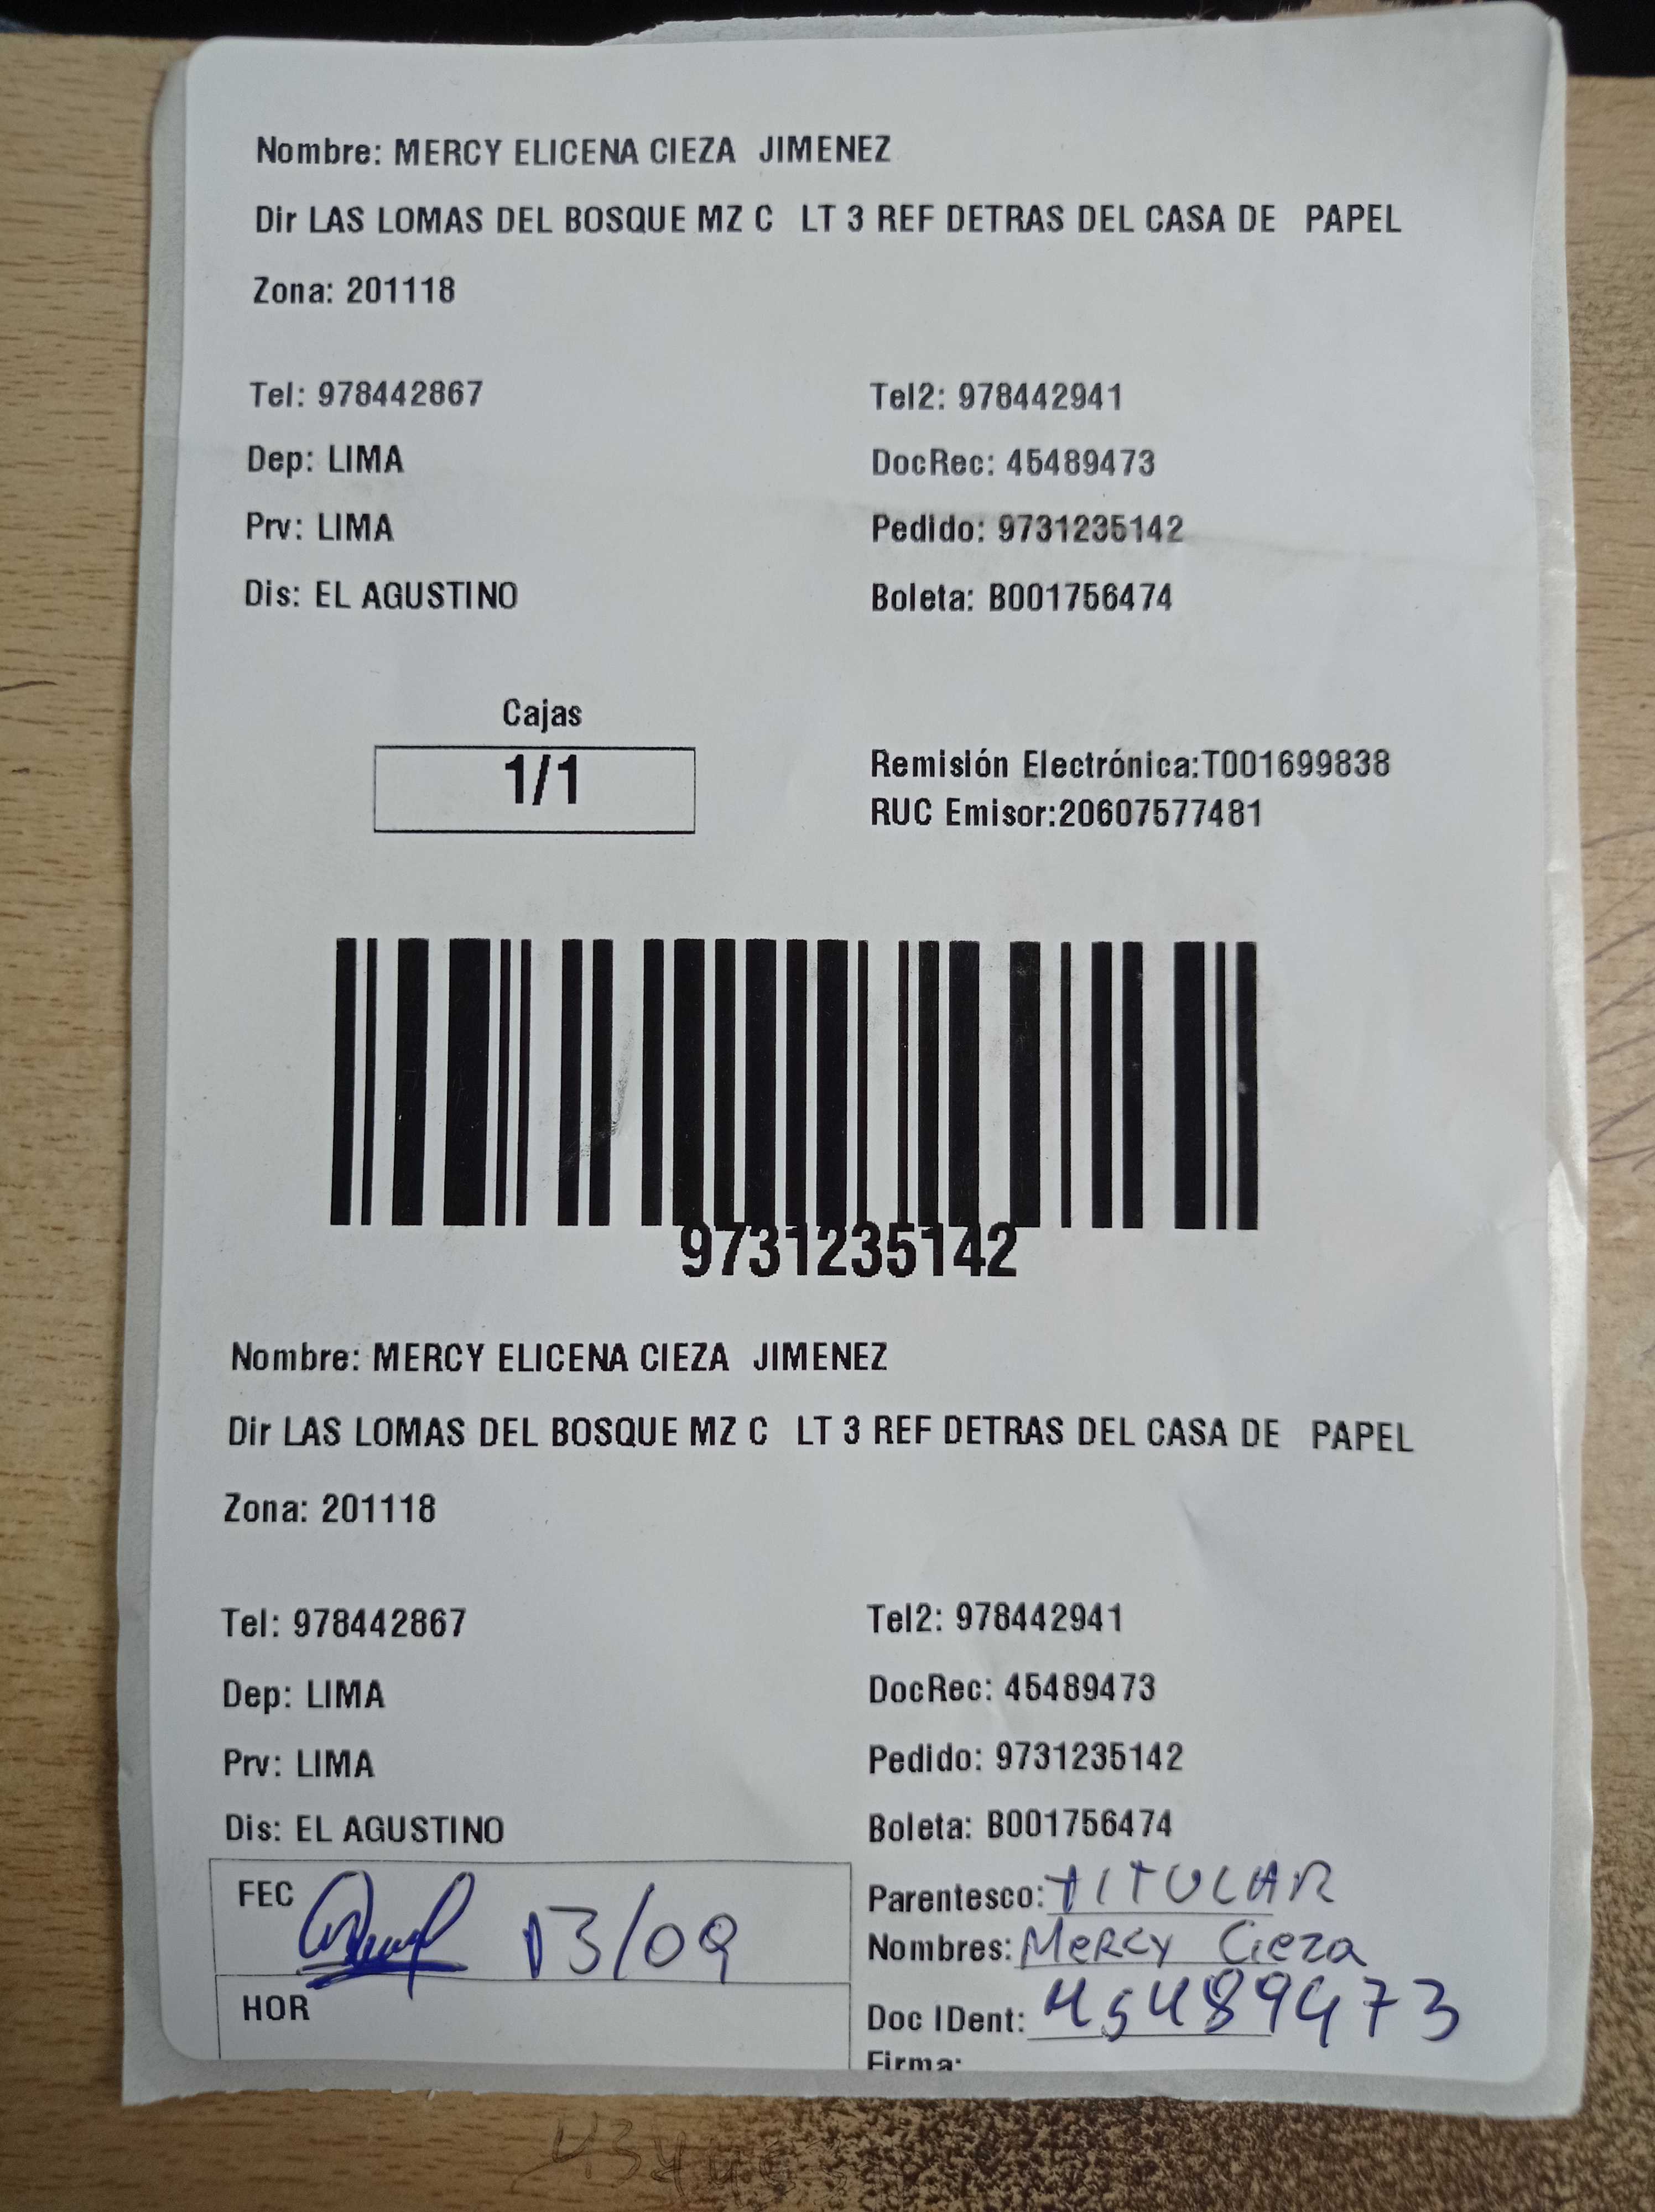 Nombre: MERCY ELICENA CIEZA JIMENEZ
Dir LAS LOMAS DEL BOSQUE MZ C LT 3 REF DETRAS DEL CASA DE PAPEL
Zona: 201118
Tel: 978442867 Tel2: 978442941
Dep: LIMA DocRec: 45489473
Prv: LIMA Pedido: 9731235142
Dis: EL AGUSTINO Boleta: B001756474
Cajas
1/1
Remisión Electrónica:T001699838
RUC Emisor:20607577481
9731235142
Nombre: MERCY ELICENA CIEZA JIMENEZ
Dir LAS LOMAS DEL BOSQUE MZ C LT 3 REF DETRAS DEL CASA DE PAPEL
Zona: 201118
Tel: 978442867 Tel2: 978442941
Dep: LIMA DocRec: 45489473
Prv: LIMA Pedido: 9731235142
Dis: EL AGUSTINO Boleta: B001756474
FEC 13/09
HOR
Parentesco: TITULAR
Nombres: Mercy Cieza
Doc IDent: 45489473
Firma: